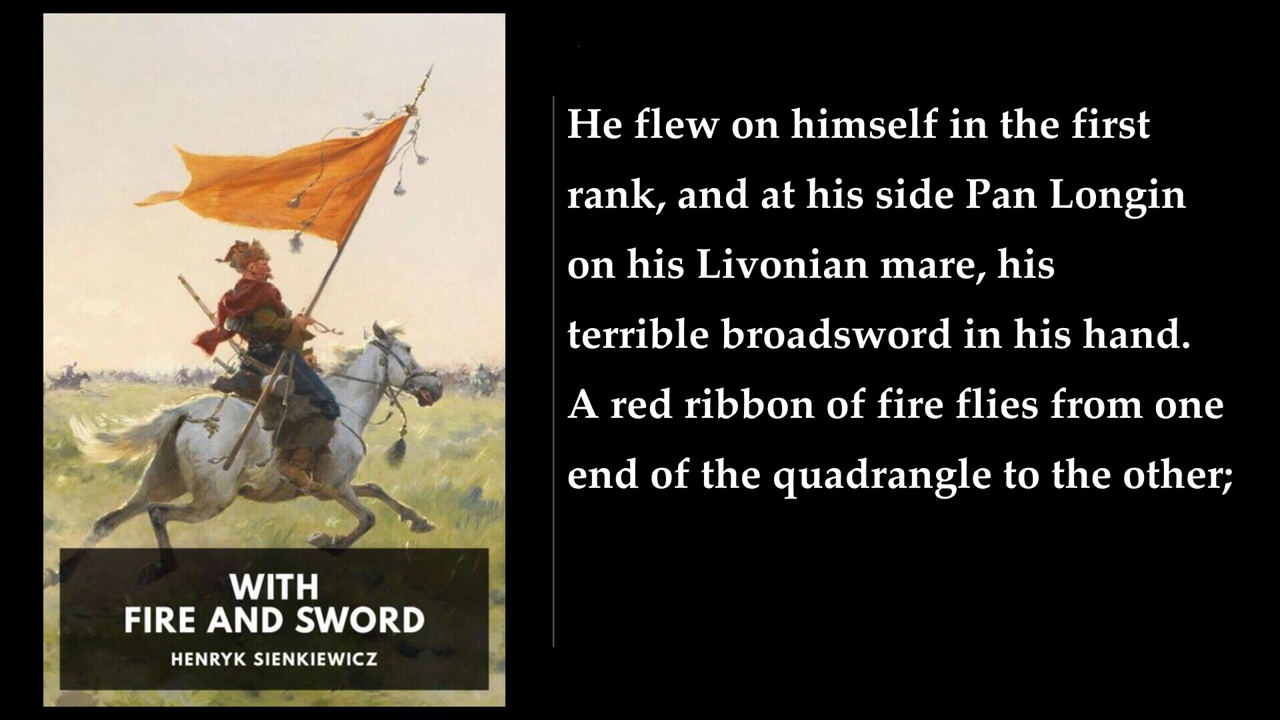 WITH
FIRE AND SWORD
HENRYK SIENKIEWICZ
He flew on himself in the first
rank, and at his side Pan Longin
on his Livonian mare, his
terrible broadsword in his hand.
A red ribbon of fire flies from one
end of the quadrangle to the other;